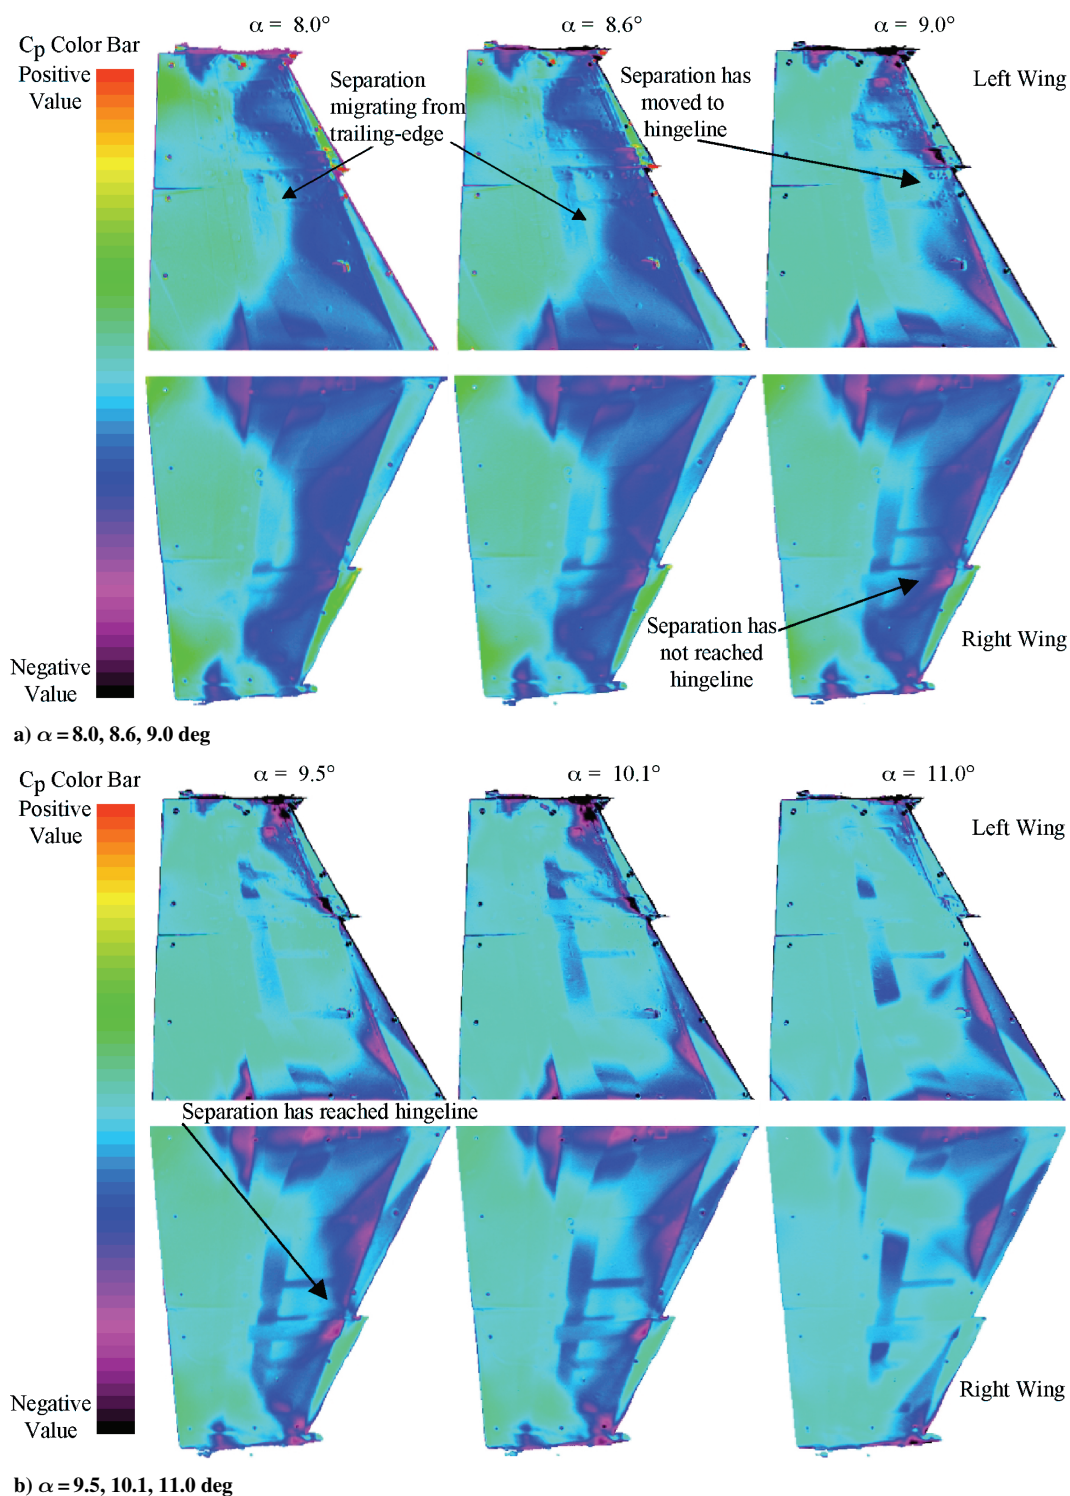 α = 8.0°
α = 8.6°
α = 9.0°
Cp Color Bar
Positive
Value
Separation
migrating from
trailing-edge
Separation has
moved to
hingeline
Left Wing
Separation has
not reached
hingeline
Right Wing
Negative
Value
a) α = 8.0, 8.6, 9.0 deg
α = 9.5°
α = 10.1°
α = 11.0°
Cp Color Bar
Positive
Value
Left Wing
Separation has reached hingeline
Right Wing
Negative
Value
b) α = 9.5, 10.1, 11.0 deg